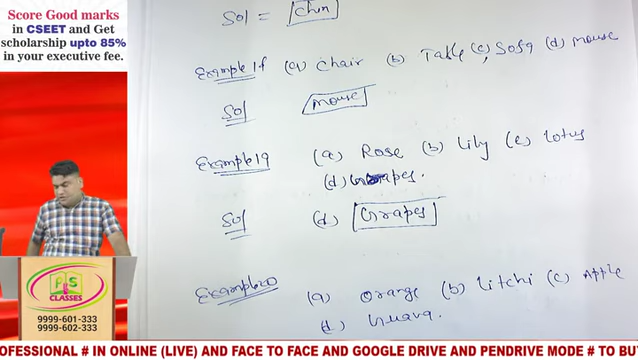 Score Good marks
in CSEET and Get
scholarship upto 85%
in your executive fee.
Sol = Chin
Example (a) Chair (b) Table (c) Sofa (d) mouse
Sol mouse
Example 19 (a) Rose (b) Lily (c) Lotus
(d) Grapes.
Sol (d) Grapes
Example 20 (a) Orange (b) Litchi (c) Apple
(d) Guava.
CLASSES
9999-601-333
9999-602-333
OFESSIONAL # IN ONLINE (LIVE) AND FACE TO FACE AND GOOGLE DRIVE AND PENDRIVE MODE # TO BU